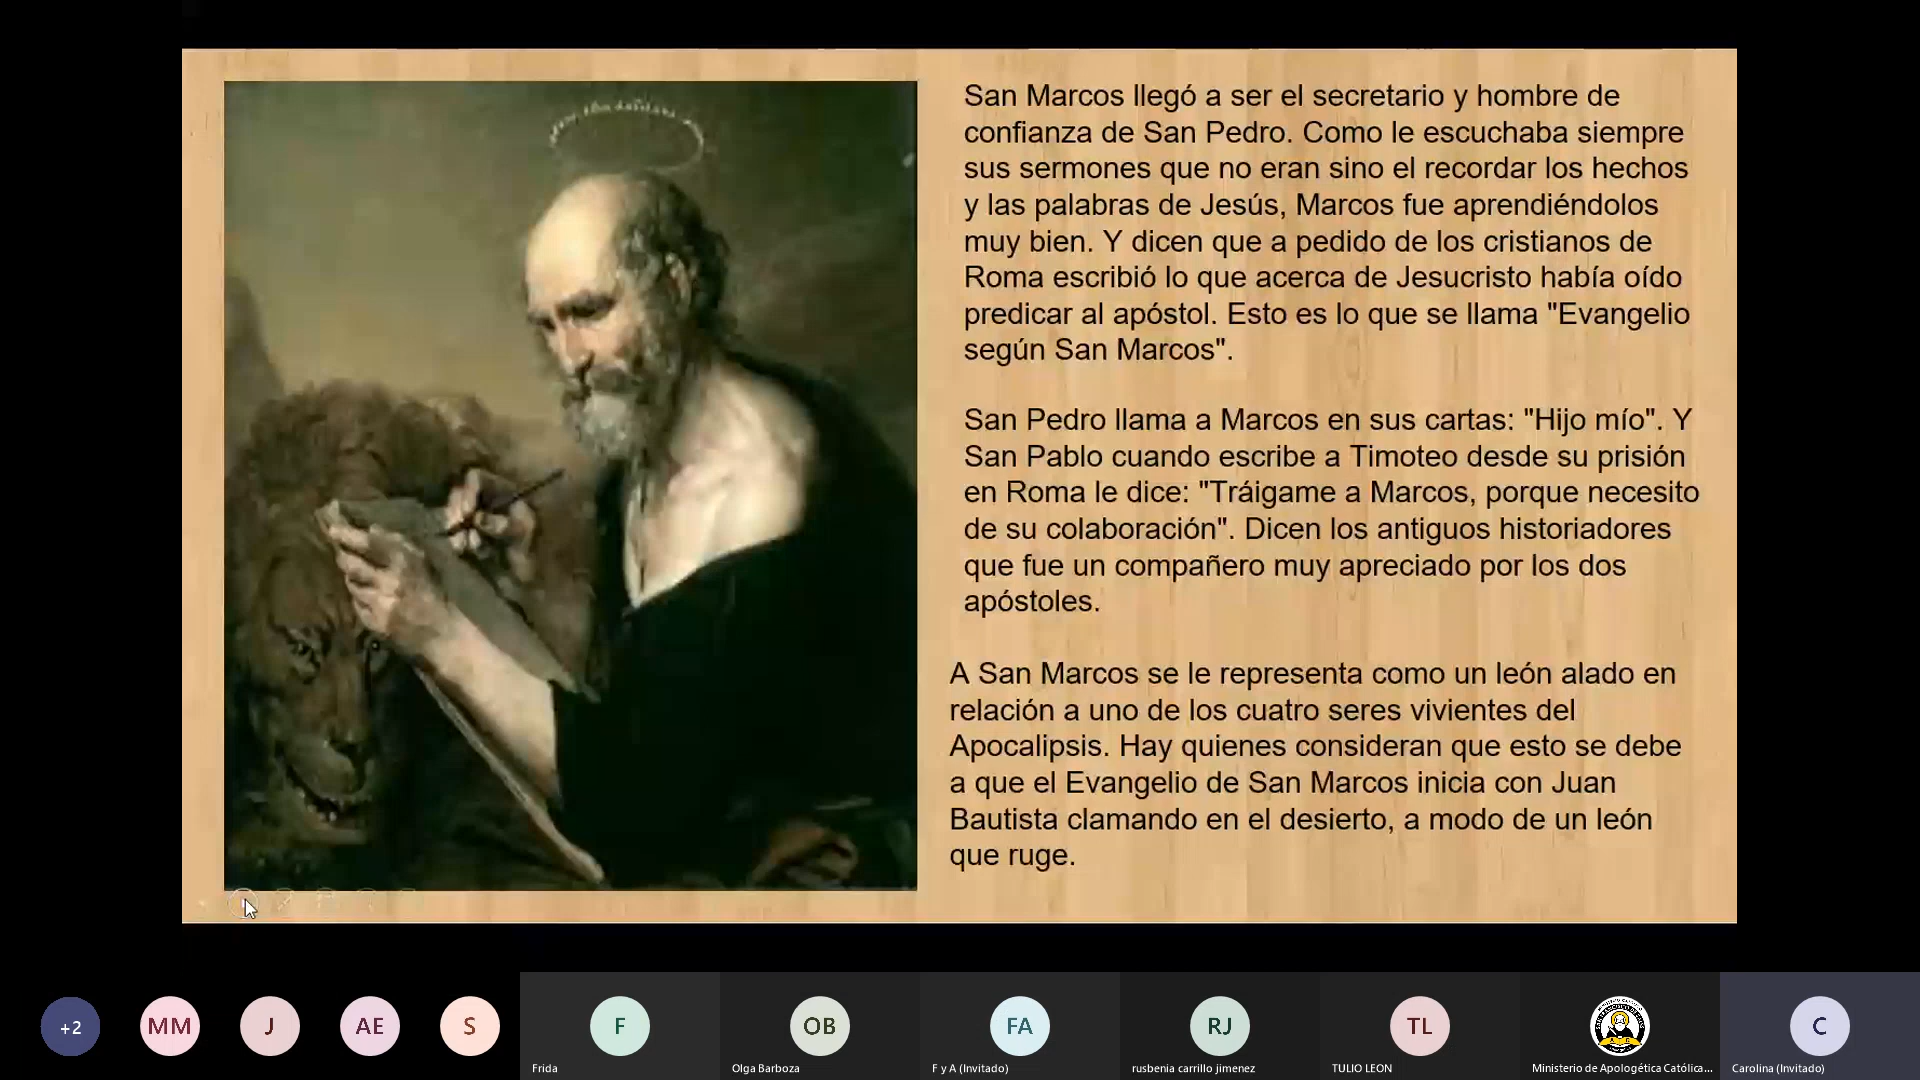 San Marcos llegó a ser el secretario y hombre de
confianza de San Pedro. Como le escuchaba siempre
sus sermones que no eran sino el recordar los hechos
y las palabras de Jesús, Marcos fue aprendiéndolos
muy bien. Y dicen que a pedido de los cristianos de
Roma escribió lo que acerca de Jesucristo había oído
predicar al apóstol. Esto es lo que se llama "Evangelio
según San Marcos".
San Pedro llama a Marcos en sus cartas: "Hijo mío". Y
San Pablo cuando escribe a Timoteo desde su prisión
en Roma le dice: "Tráigame a Marcos, porque necesito
de su colaboración". Dicen los antiguos historiadores
que fue un compañero muy apreciado por los dos
apóstoles.
A San Marcos se le representa como un león alado en
relación a uno de los cuatro seres vivientes del
Apocalipsis. Hay quienes consideran que esto se debe
a que el Evangelio de San Marcos inicia con Juan
Bautista clamando en el desierto, a modo de un león
que ruge.
+2
MM
J
AE
S
F
Frida
OB
Olga Barboza
FA
F y A (Invitado)
RJ
rusbenia carrillo jimenez
TL
TULIO LEON
Ministerio de Apologética Católica...
C
Carolina (Invitado)